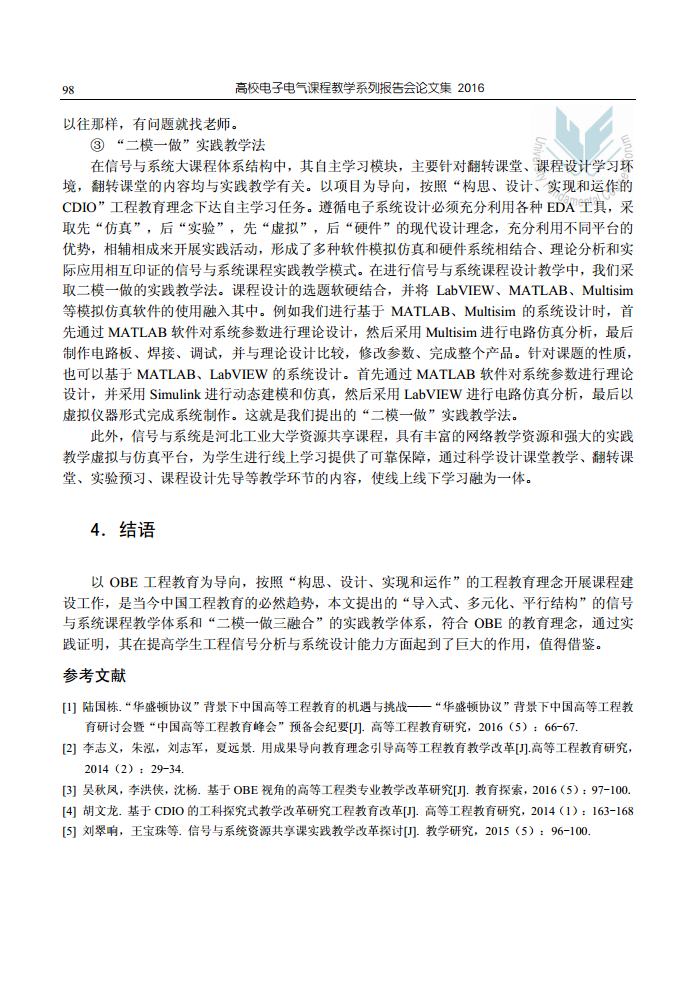 98
高校电子电气课程教学系列报告会论文集 2016
以往那样，有问题就找老师。
③ “二模一做”实践教学法
在信号与系统大课程体系结构中，其自主学习模块，主要针对翻转课堂、课程设计学习环
境，翻转课堂的内容均与实践教学有关。以项目为导向，按照“构思、设计、实现和运作的
CDIO”工程教育理念下达自主学习任务。遵循电子系统设计必须充分利用各种 EDA 工具，采
取先“仿真”，后“实验”，先“虚拟”，后“硬件”的现代设计理念，充分利用不同平台的
优势，相辅相成来开展实践活动，形成了多种软件模拟仿真和硬件系统相结合、理论分析和实
际应用相互印证的信号与系统课程实践教学模式。在进行信号与系统课程设计教学中，我们采
取二模一做的实践教学法。课程设计的选题软硬结合，并将 LabVIEW、MATLAB、Multisim
等模拟仿真软件的使用融入其中。例如我们进行基于 MATLAB、Multisim 的系统设计时，首
先通过 MATLAB 软件对系统参数进行理论设计，然后采用 Multisim 进行电路仿真分析，最后
制作电路板、焊接、调试，并与理论设计比较，修改参数、完成整个产品。针对课题的性质，
也可以基于 MATLAB、LabVIEW 的系统设计。首先通过 MATLAB 软件对系统参数进行理论
设计，并采用 Simulink 进行动态建模和仿真，然后采用 LabVIEW 进行电路仿真分析，最后以
虚拟仪器形式完成系统制作。这就是我们提出的“二模一做”实践教学法。
此外，信号与系统是河北工业大学资源共享课程，具有丰富的网络教学资源和强大的实践
教学虚拟与仿真平台，为学生进行线上学习提供了可靠保障，通过科学设计课堂教学、翻转课
堂、实验预习、课程设计先导等教学环节的内容，使线上线下学习融为一体。
4．结语
以 OBE 工程教育为导向，按照“构思、设计、实现和运作”的工程教育理念开展课程建
设工作，是当今中国工程教育的必然趋势，本文提出的“导入式、多元化、平行结构”的信号
与系统课程教学体系和“二模一做三融合”的实践教学体系，符合 OBE 的教育理念，通过实
践证明，其在提高学生工程信号分析与系统设计能力方面起到了巨大的作用，值得借鉴。
参考文献
[1] 陆国栋.“华盛顿协议”背景下中国高等工程教育的机遇与挑战——“华盛顿协议”背景下中国高等工程教
育研讨会暨“中国高等工程教育峰会”预备会纪要[J]. 高等工程教育研究，2016（5）：66-67.
[2] 李志义，朱泓，刘志军，夏远景. 用成果导向教育理念引导高等工程教育教学改革[J].高等工程教育研究，
2014（2）：29-34.
[3] 吴秋凤，李洪侠，沈杨. 基于 OBE 视角的高等工程类专业教学改革研究[J]. 教育探索，2016（5）：97-100.
[4] 胡文龙. 基于 CDIO 的工科探究式教学改革研究工程教育改革[J]. 高等工程教育研究，2014（1）：163-168
[5] 刘翠响，王宝珠等. 信号与系统资源共享课实践教学改革探讨[J]. 教学研究，2015（5）：96-100.